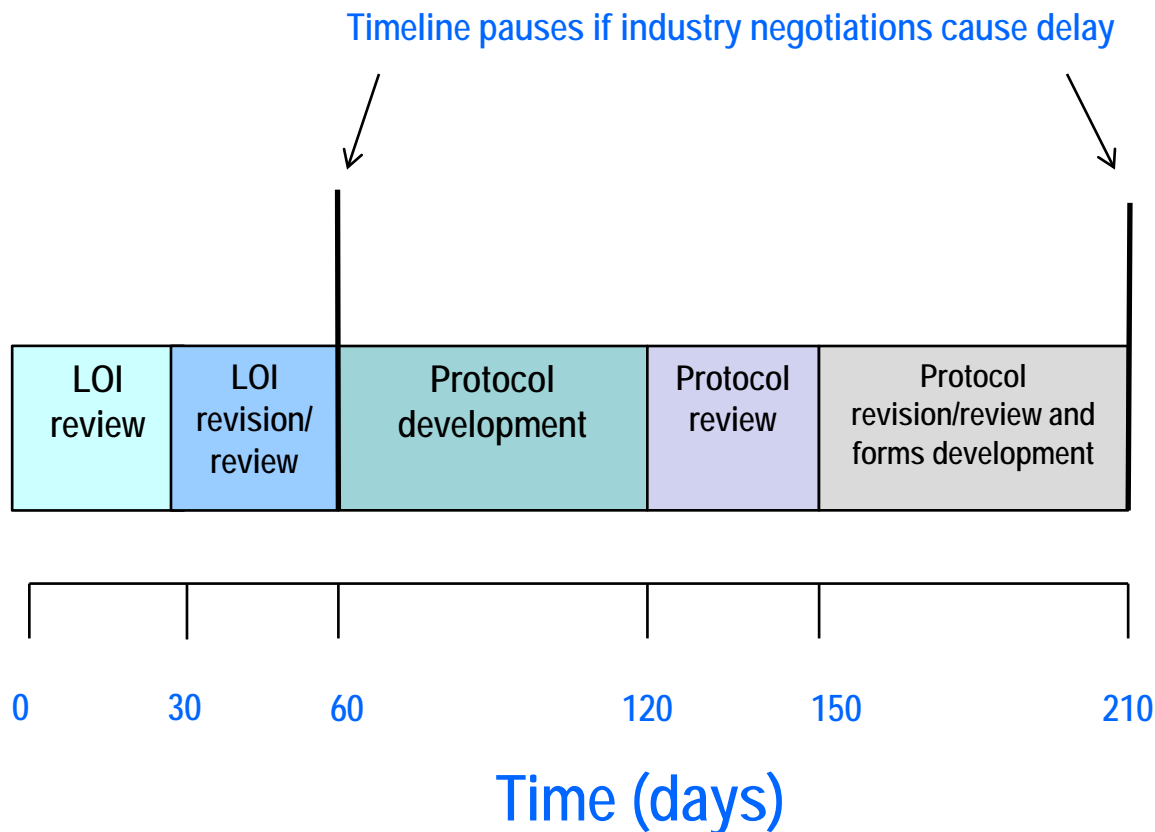 Timeline pauses if industry negotiations cause delay
LOI
review
LOI
revision/
review
Protocol
development
Protocol
review
Protocol
revision/review and
forms development
0
30
60
120
150
210
Time (days)